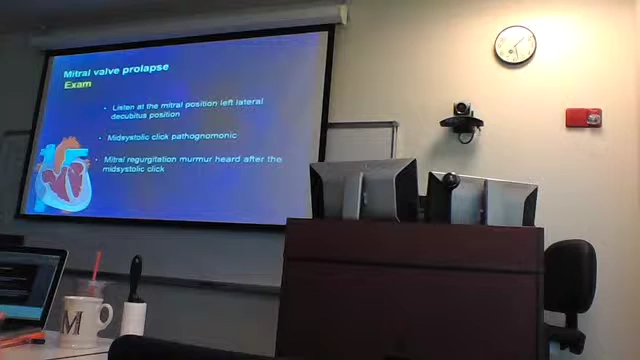 Mitral valve prolapse
Exam
• Listen at the mitral position left lateral
decubitus position
• Midsystolic click pathognomonic
• Mitral regurgitation murmur heard after the
midsystolic click
M